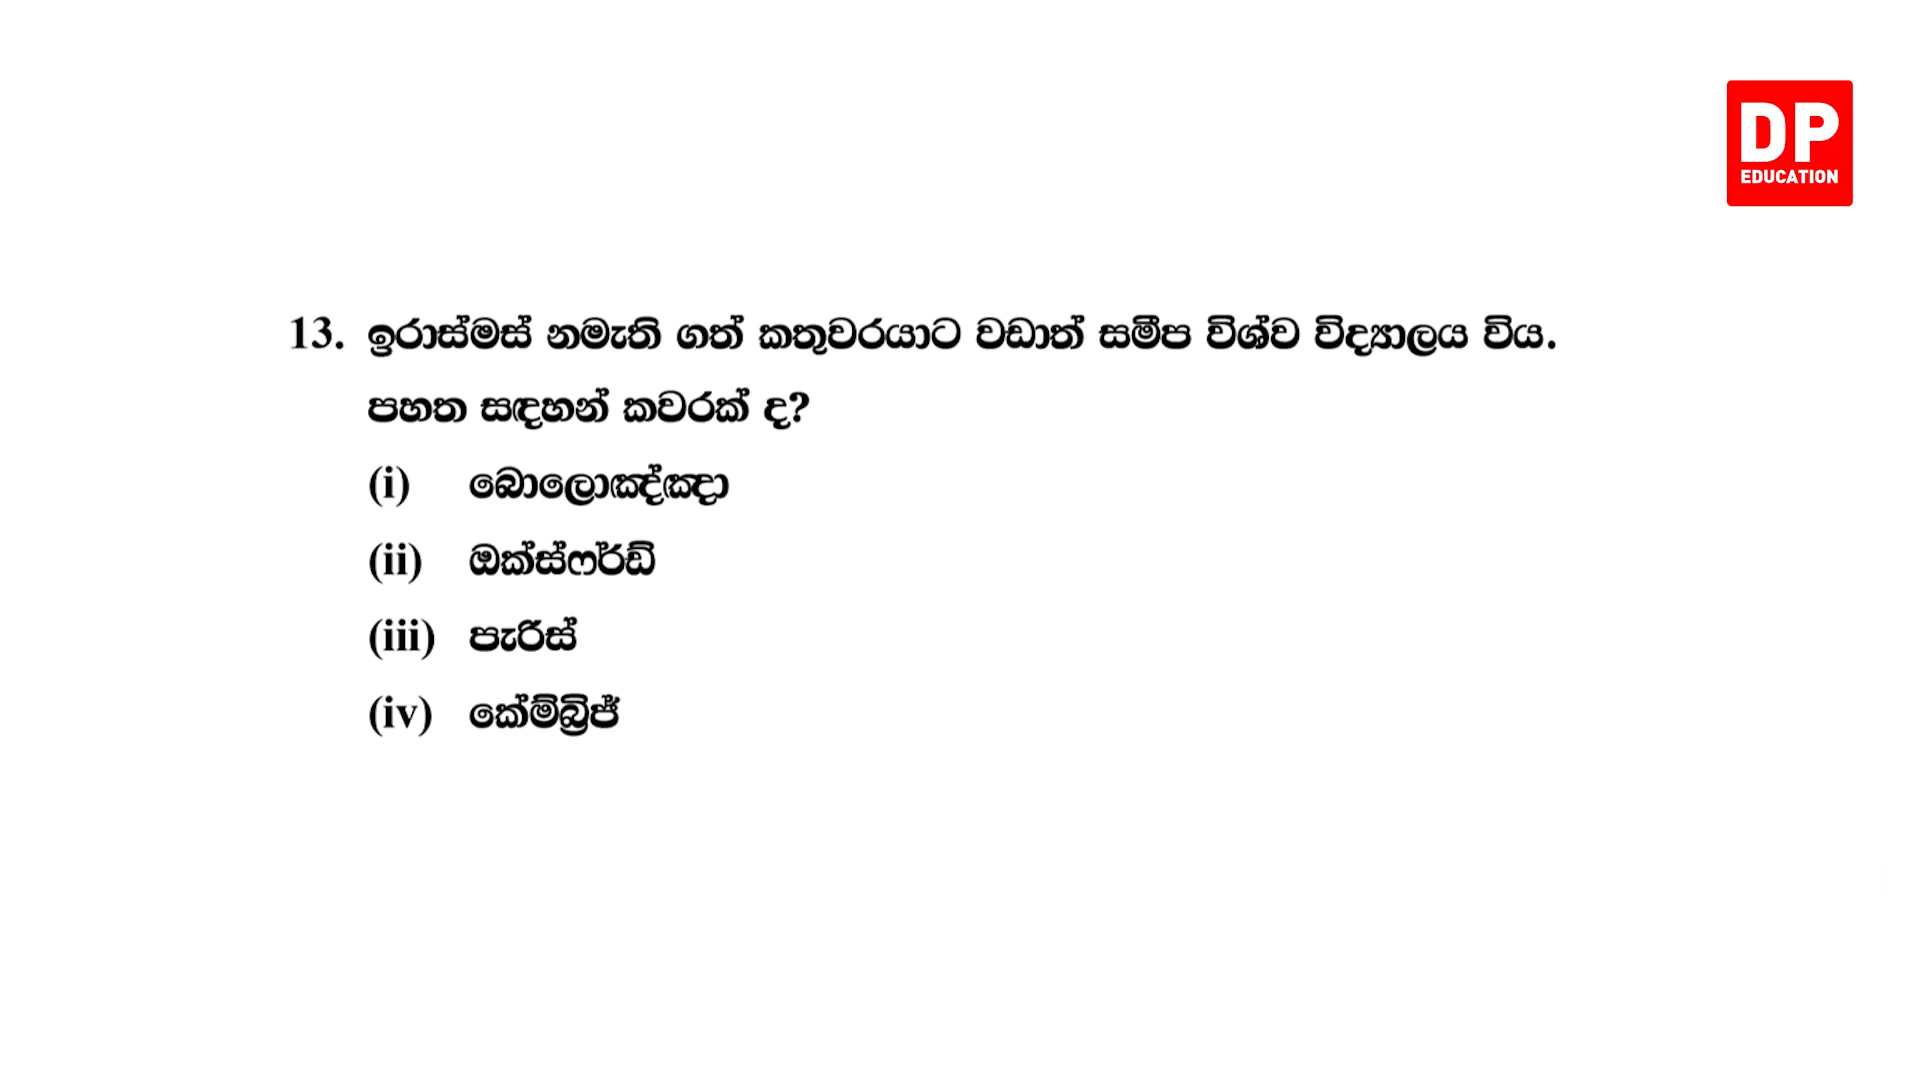 DP
EDUCATION
13. ඉරාස්මස් නමැති ගත් කතුවරයාට වඩාත් සමීප විශ්ව විද්‍යාලය විය.
පහත සඳහන් කවරක් ද?
(i) බොලොඤ්ඤා
(ii) ඔක්ස්ෆර්ඩ්
(iii) පැරිස්
(iv) කේම්බ්‍රිජ්